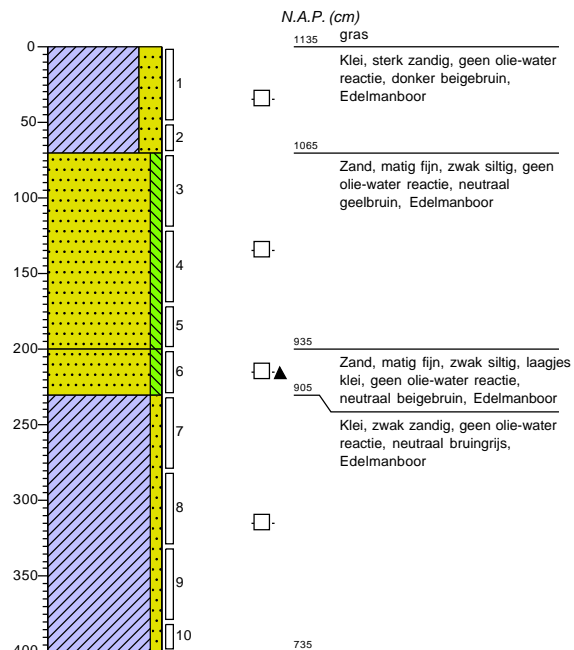 N.A.P. (cm)
1135 gras
0
Klei, sterk zandig, geen olie-water
reactie, donker beigebruin,
Edelmanboor
1
50
2
1065
Zand, matig fijn, zwak siltig, geen
olie-water reactie, neutraal
geelbruin, Edelmanboor
3
100
4
150
5
200
935
Zand, matig fijn, zwak siltig, laagjes
klei, geen olie-water reactie,
neutraal beigebruin, Edelmanboor
6
905
Klei, zwak zandig, geen olie-water
reactie, neutraal bruingrijs,
Edelmanboor
250
7
300
8
350
9
10
400
735